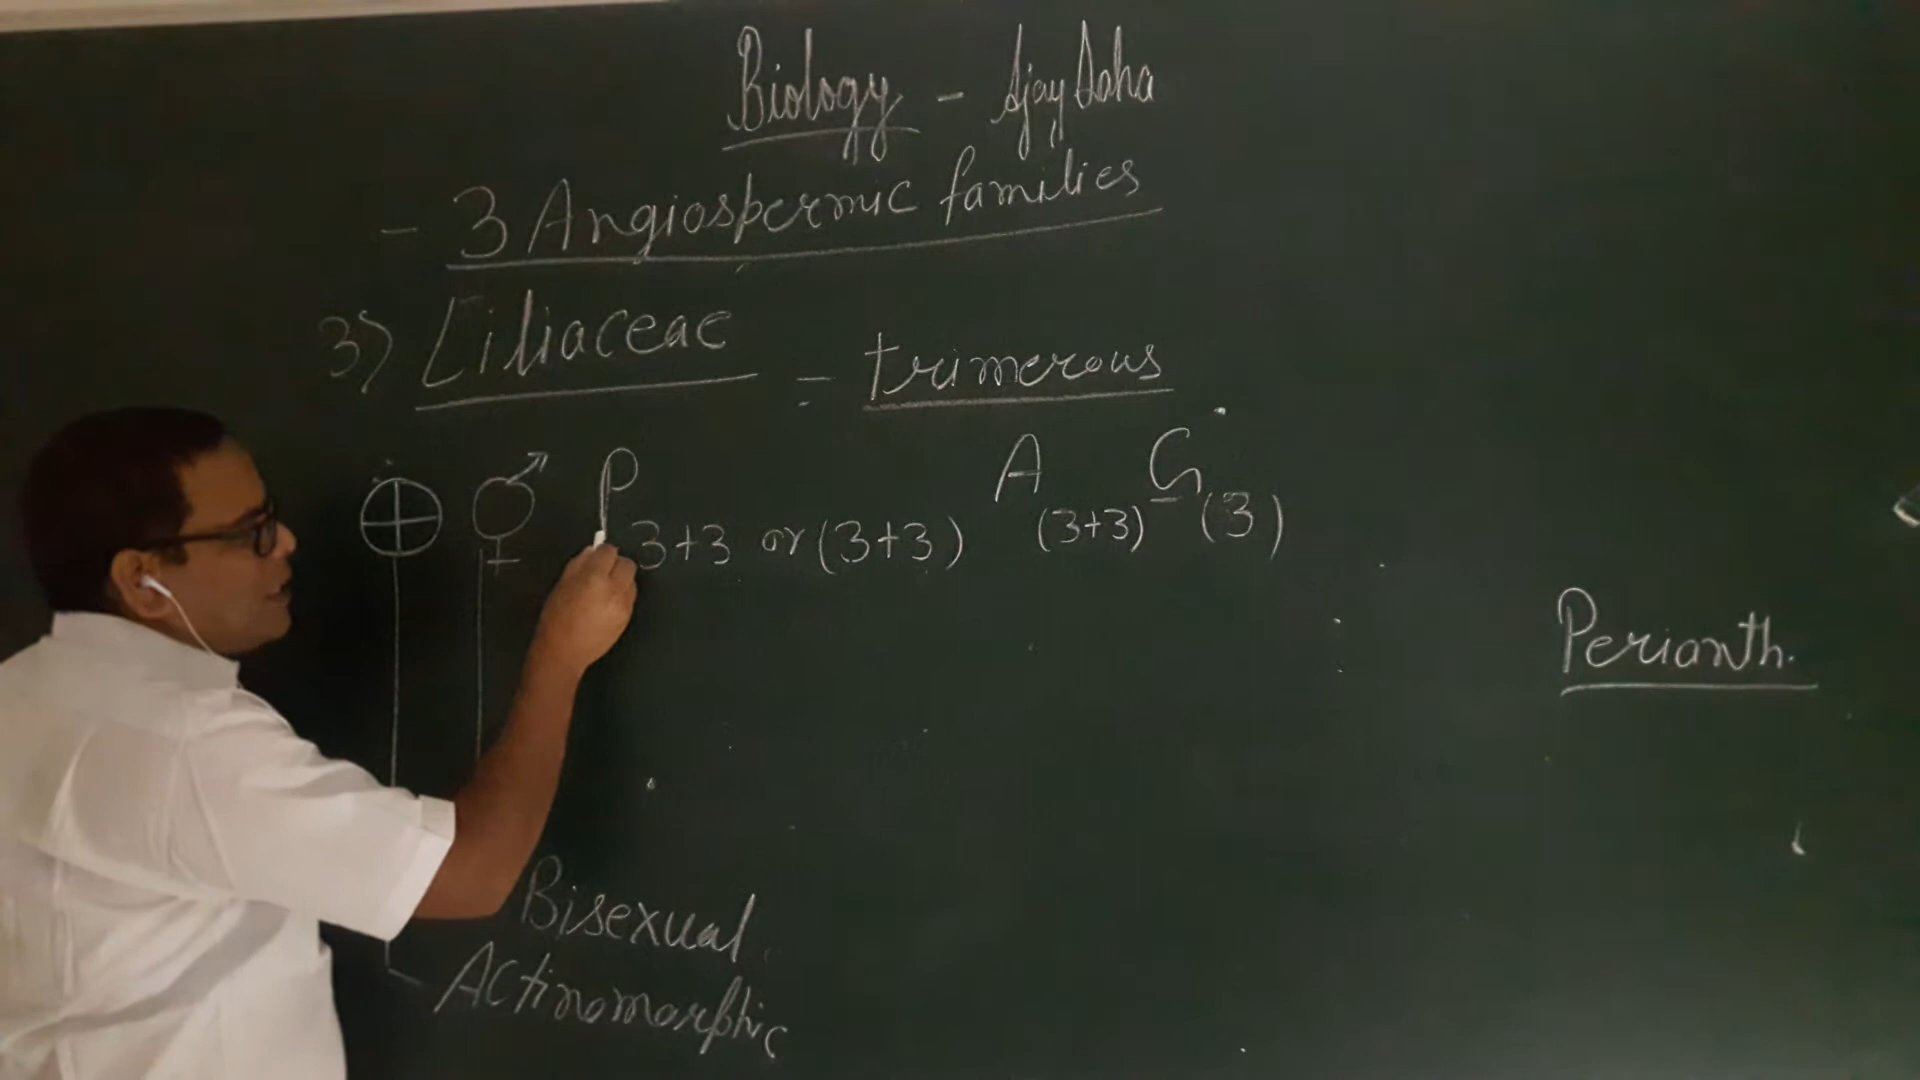 Biology - Ajay Saha
- 3 Angiospermic families
3) Liliaceae = trimerous
⊕ ⚥ P 3+3 or (3+3) A (3+3) G (3)
Perianth.
Bisexual
Actinomorphic